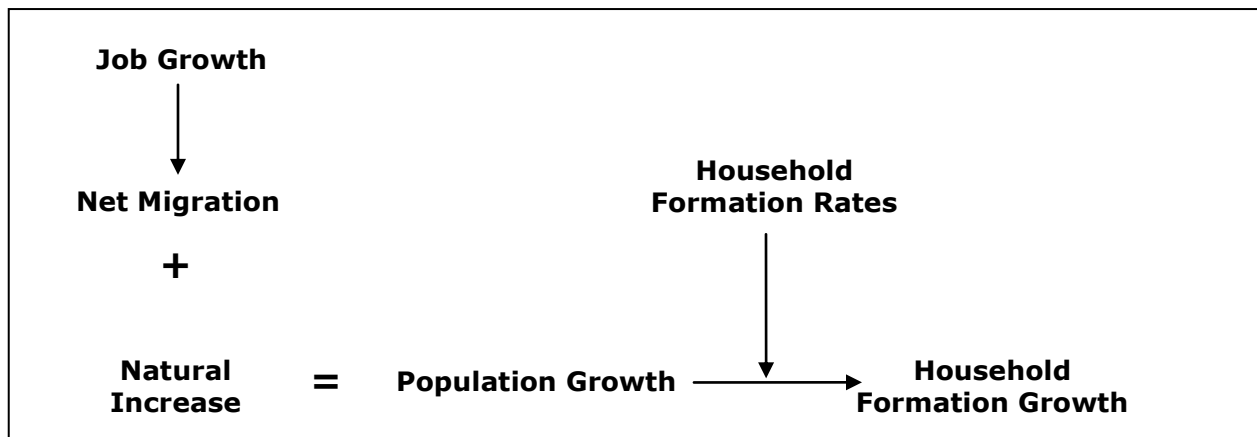 Job Growth
Net Migration
+
Household
Formation Rates
Natural
Increase
=
Population Growth
Household
Formation Growth